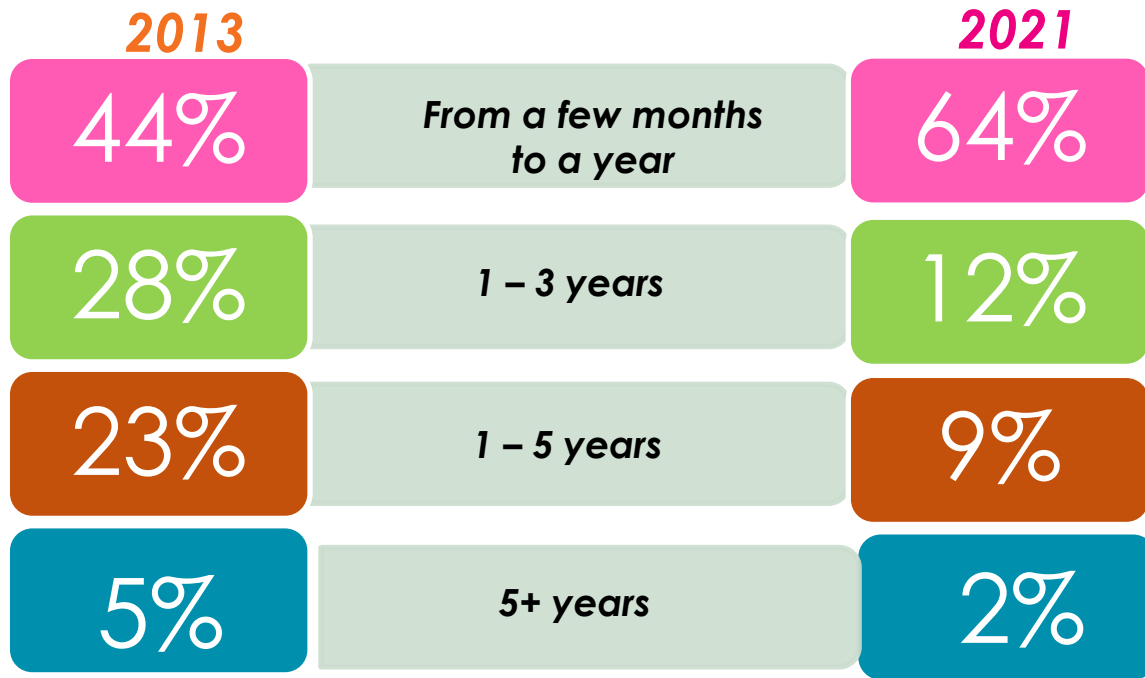 2013 2021
44% From a few months
to a year 64%
28% 1 – 3 years 12%
23% 1 – 5 years 9%
5% 5+ years 2%